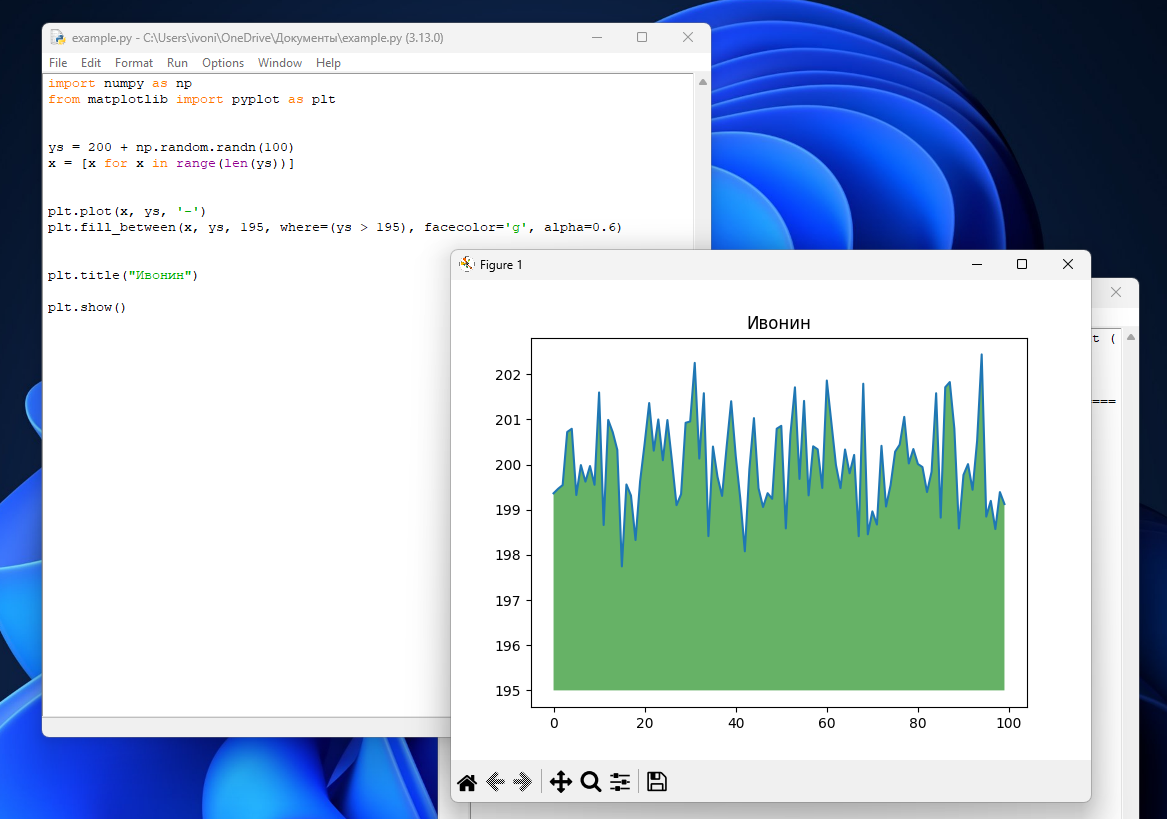 example.py - C:\Users\ivoni\OneDrive\Документы\example.py (3.13.0)
File Edit Format Run Options Window Help
import numpy as np
from matplotlib import pyplot as plt
ys = 200 + np.random.randn(100)
x = [x for x in range(len(ys))]
plt.plot(x, ys, '-')
plt.fill_between(x, ys, 195, where=(ys > 195), facecolor='g', alpha=0.6)
plt.title("Ивонин")
plt.show()
Figure 1
Ивонин
202
201
200
199
198
197
196
195
0 20 40 60 80 100
t (
===